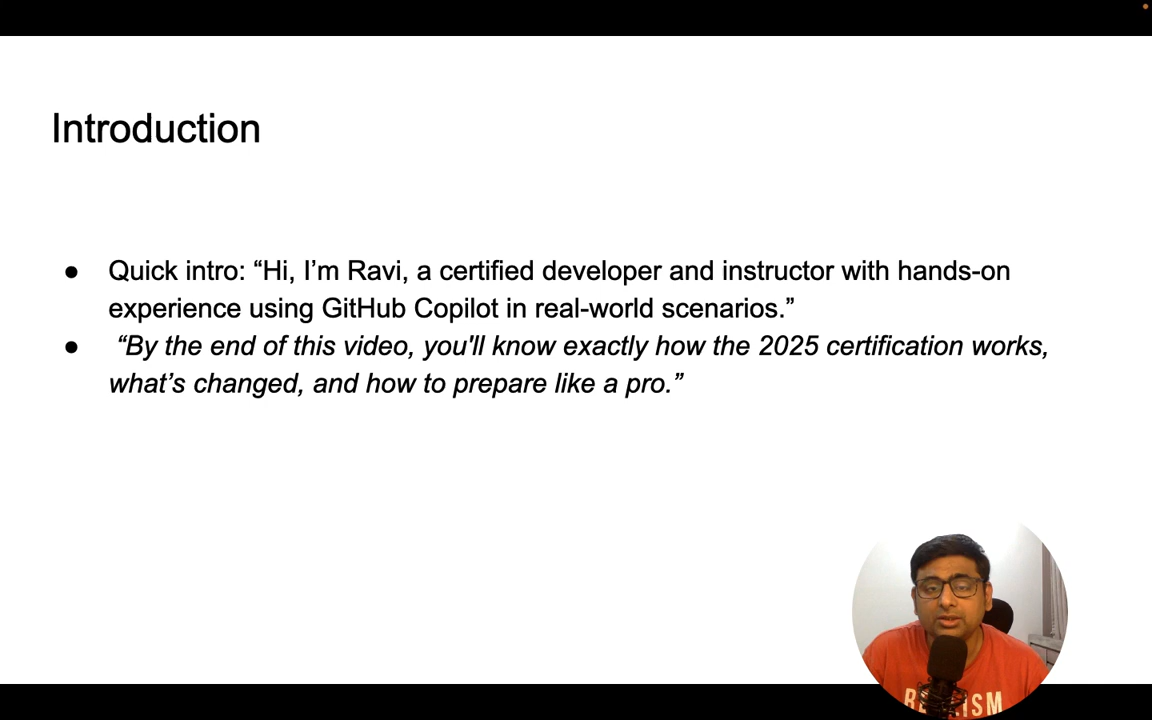 Introduction
● Quick intro: “Hi, I’m Ravi, a certified developer and instructor with hands-on
experience using GitHub Copilot in real-world scenarios.”
● “By the end of this video, you'll know exactly how the 2025 certification works,
what’s changed, and how to prepare like a pro.”